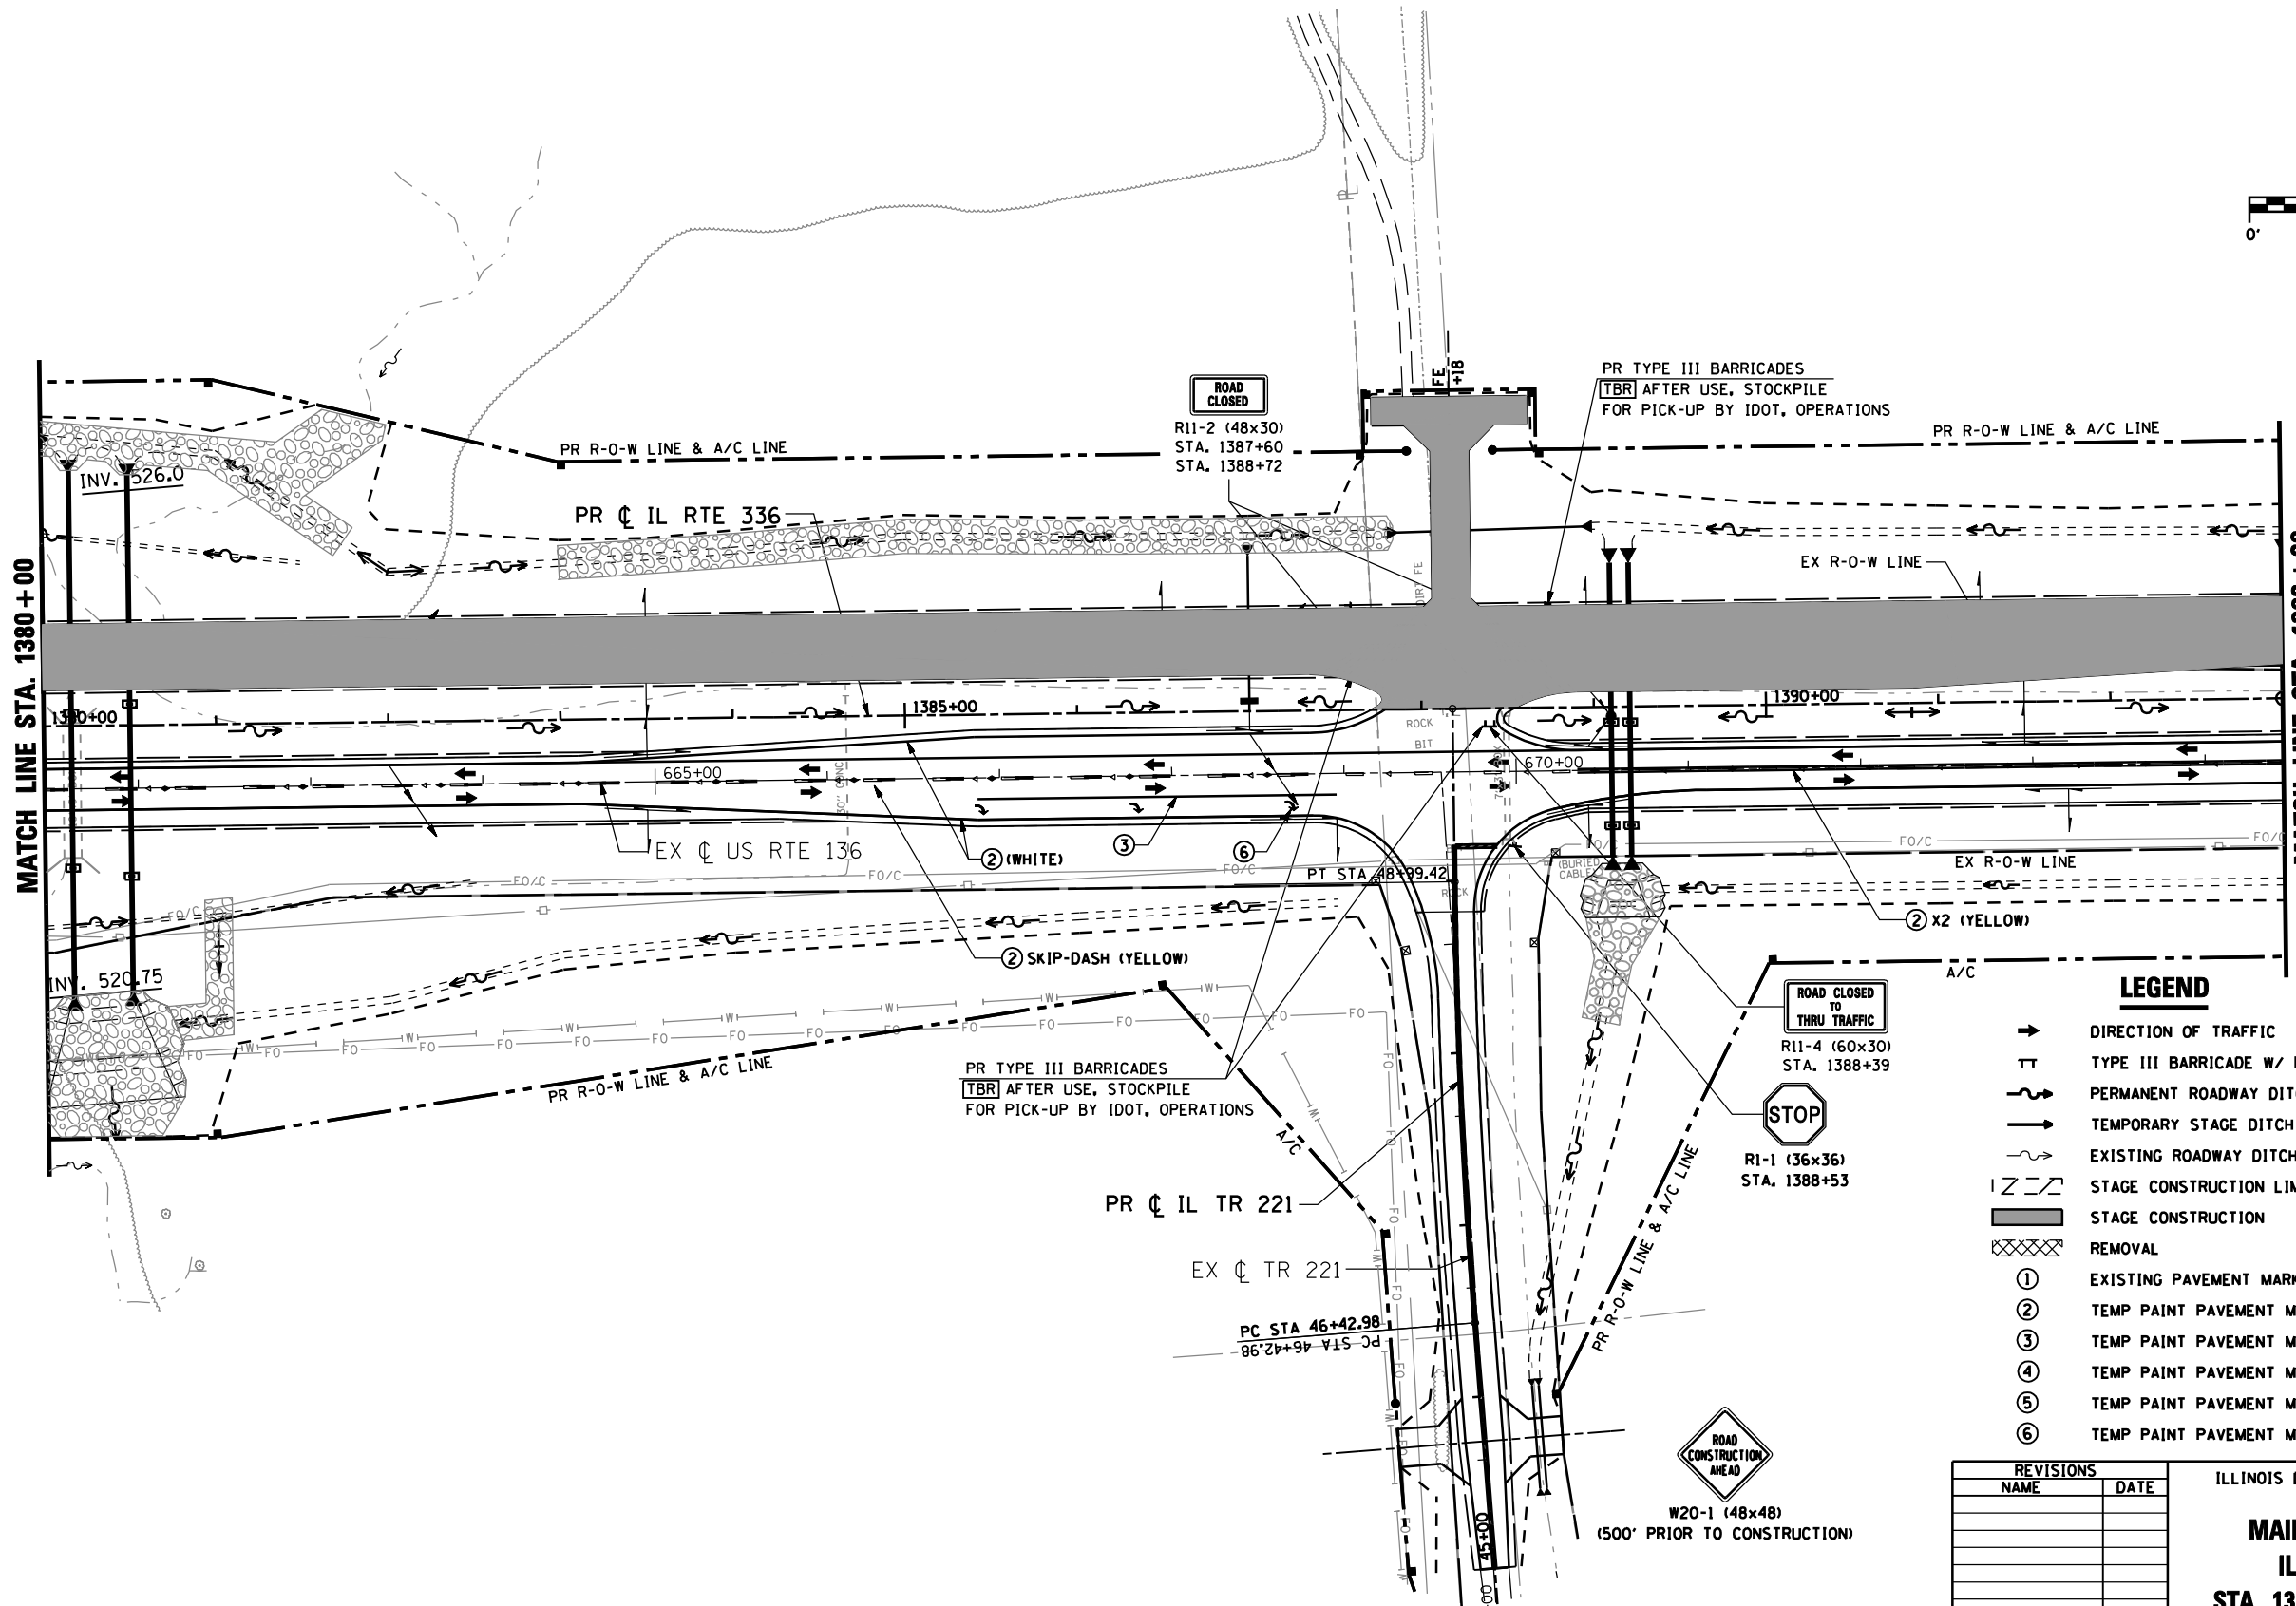 0'
ROAD
CLOSED
R11-2 (48x30)
STA. 1387+60
STA. 1388+72
FE
+18
PR TYPE III BARRICADES
TBR AFTER USE, STOCKPILE
FOR PICK-UP BY IDOT, OPERATIONS
PR R-O-W LINE & A/C LINE
PR R-O-W LINE & A/C LINE
INV. 526.0
PR ℄ IL RTE 336
EX R-O-W LINE
MATCH LINE STA. 1380+00
1380+00
1385+00
1390+00
ROCK
BIT
665+00
670+00
EX ℄ US RTE 136
② (WHITE)
③
⑥
FO/C
FO/C
FO/C
FO/C
FO/C
FO/C
FO/C
(BURIED
CABLE)
EX R-O-W LINE
PT STA 48+99.42
ROCK
② X2 (YELLOW)
② SKIP-DASH (YELLOW)
INV. 520.75
A/C
PR R-O-W LINE & A/C LINE
PR TYPE III BARRICADES
TBR AFTER USE, STOCKPILE
FOR PICK-UP BY IDOT, OPERATIONS
A/C
ROAD CLOSED
TO
THRU TRAFFIC
R11-4 (60x30)
STA. 1388+39
STOP
R1-1 (36x36)
STA. 1388+53
PR ℄ IL TR 221
EX ℄ TR 221
PC STA 46+42.98
PC STA 46+42.98
PR R-O-W LINE & A/C LINE
45+00
ROAD
CONSTRUCTION
AHEAD
W20-1 (48x48)
(500' PRIOR TO CONSTRUCTION)
LEGEND
DIRECTION OF TRAFFIC
TYPE III BARRICADE W/
PERMANENT ROADWAY
TEMPORARY STAGE DITCH
EXISTING ROADWAY DITCH
STAGE CONSTRUCTION
STAGE CONSTRUCTION
REMOVAL
① EXISTING PAVEMENT
② TEMP PAINT PAVEMENT
③ TEMP PAINT PAVEMENT
④ TEMP PAINT PAVEMENT
⑤ TEMP PAINT PAVEMENT
⑥ TEMP PAINT PAVEMENT
REVISIONS
NAME DATE
ILLINOIS
STA. 13